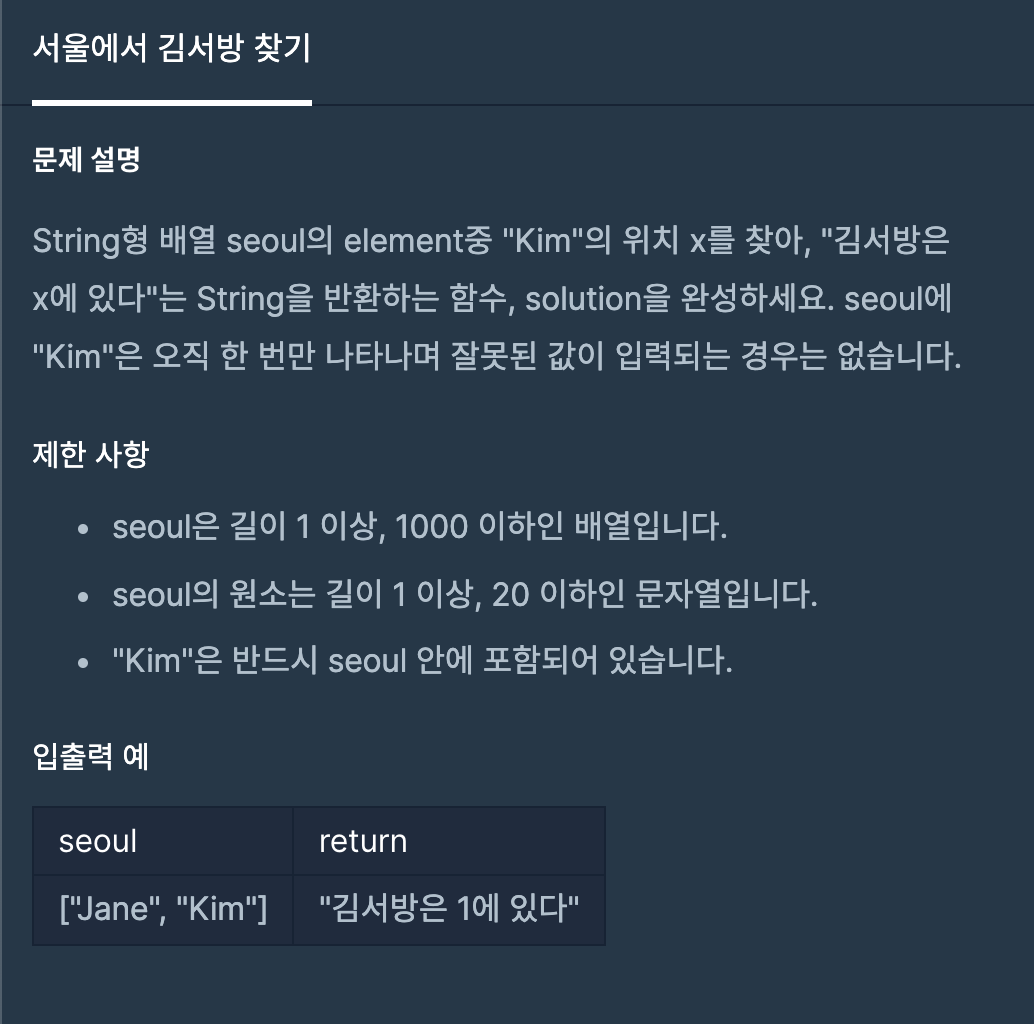 서울에서 김서방 찾기
문제 설명
String형 배열 seoul의 element중 "Kim"의 위치 x를 찾아, "김서방은
x에 있다"는 String을 반환하는 함수, solution을 완성하세요. seoul에
"Kim"은 오직 한 번만 나타나며 잘못된 값이 입력되는 경우는 없습니다.
제한 사항
• seoul은 길이 1 이상, 1000 이하인 배열입니다.
• seoul의 원소는 길이 1 이상, 20 이하인 문자열입니다.
• "Kim"은 반드시 seoul 안에 포함되어 있습니다.
입출력 예
seoul return
["Jane", "Kim"] "김서방은 1에 있다"